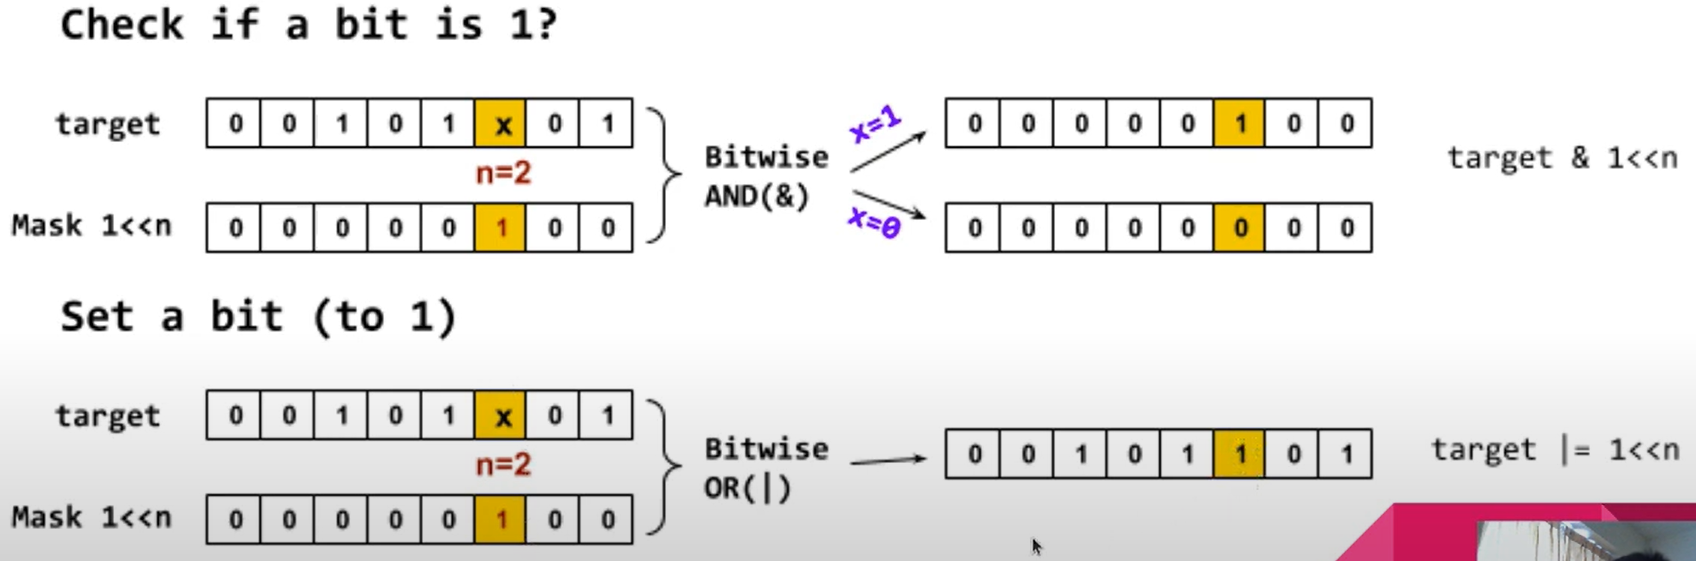 Check if a bit is 1?
target 0 0 1 0 1 x 0 1
n=2
Mask 1<<n 0 0 0 0 0 1 0 0
Bitwise
AND(&)
x=1
0 0 0 0 0 1 0 0
x=0
0 0 0 0 0 0 0 0
target & 1<<n
Set a bit (to 1)
target 0 0 1 0 1 x 0 1
n=2
Mask 1<<n 0 0 0 0 0 1 0 0
Bitwise
OR(|)
0 0 1 0 1 1 0 1
target |= 1<<n